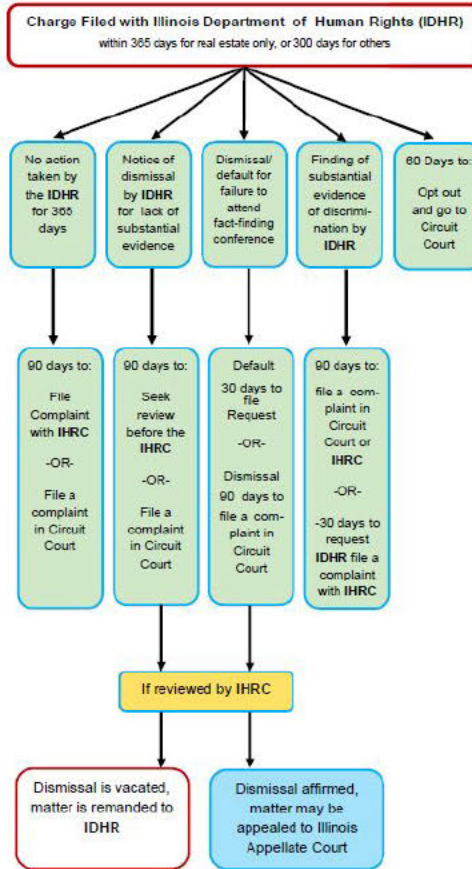 Charge Filed with Illinois Department of Human Rights (IDHR)
within 365 days for real estate only, or 300 days for others
No action
taken by
the IDHR
for 365
days
Notice of
dismissal
by IDHR
for lack of
substantial
evidence
Dismissal/
default for
failure to
attend
fact-finding
conference
Finding of
substantial
evidence
of discrimi-
nation by
IDHR
60 Days to:
Opt out
and go to
Circuit
Court
90 days to:
File
Complaint
with IHRC
-OR-
File a
complaint
in Circuit
Court
90 days to:
Seek
review
before the
IHRC
-OR-
File a
complaint
in Circuit
Court
Default
30 days to
file
Request
-OR-
Dismissal
90 days to
file a com-
plaint in
Circuit
Court
90 days to:
file a com-
plaint in
Circuit
Court or
IHRC
-OR-
-30 days to
request
IDHR file a
complaint
with IHRC
If reviewed by IHRC
Dismissal is vacated,
matter is remanded to
IDHR
Dismissal affirmed,
matter may be
appealed to Illinois
Appellate Court